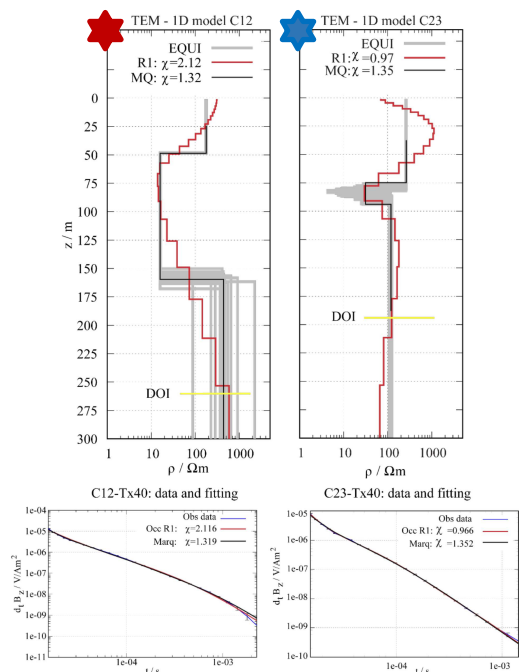 TEM - 1D model C12
EQUI
R1: χ=2.12
MQ: χ=1.32
0
25
50
75
100
125
150
175
200
225
250
275
300
z / m
DOI
1
10
100
1000
ρ / Ωm
TEM - 1D model C23
EQUI
R1:χ=0.97
MQ:χ=1.35
DOI
1
10
100
1000
ρ / Ωm
C12-Tx40: data and fitting
Obs data
Occ R1: χ=2.116
Marq: χ=1.319
1e-04
1e-05
1e-06
1e-07
1e-08
1e-09
1e-10
1e-11
dtBz / V/Am²
1e-04
1e-03
t / s
C23-Tx40: data and fitting
Obs data
Occ R1: χ=0.966
Marq: χ=1.352
1e-05
1e-06
1e-07
1e-08
1e-09
1e-10
dtBz / V/Am²
1e-04
1e-03
t / s